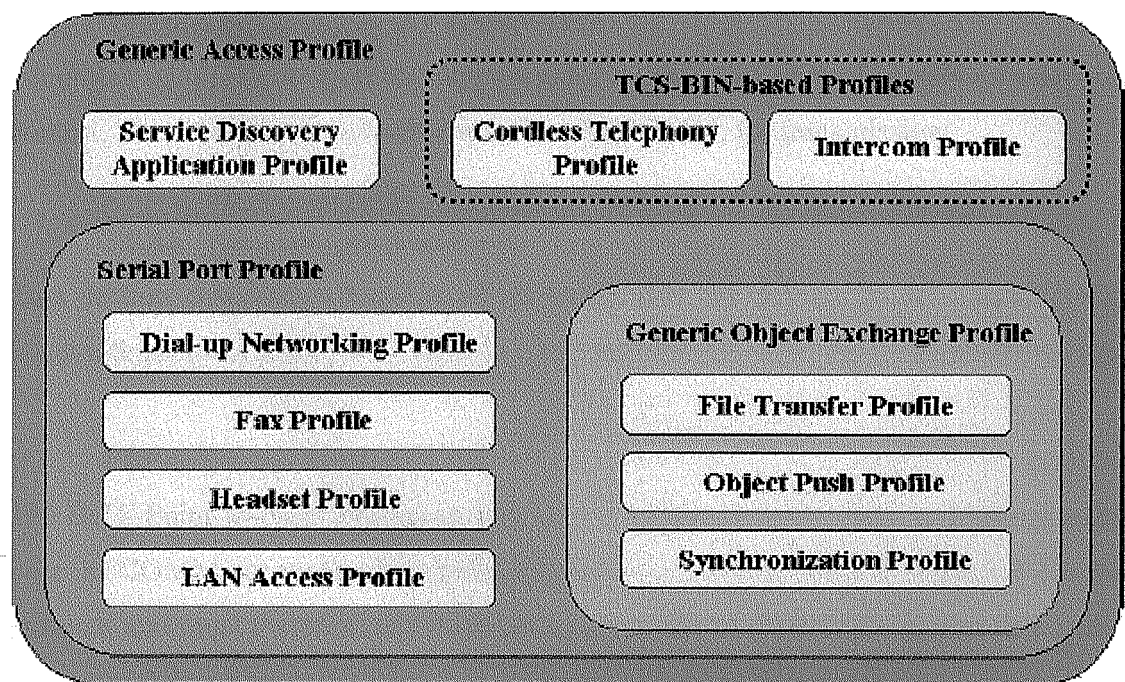 Generic Access Profile
TCS-BIN-based Profiles
Service Discovery
Application Profile
Cordless Telephony
Profile
Intercom Profile
Serial Port Profile
Dial-up Networking Profile
Fax Profile
Headset Profile
LAN Access Profile
Generic Object Exchange Profile
File Transfer Profile
Object Push Profile
Synchronization Profile